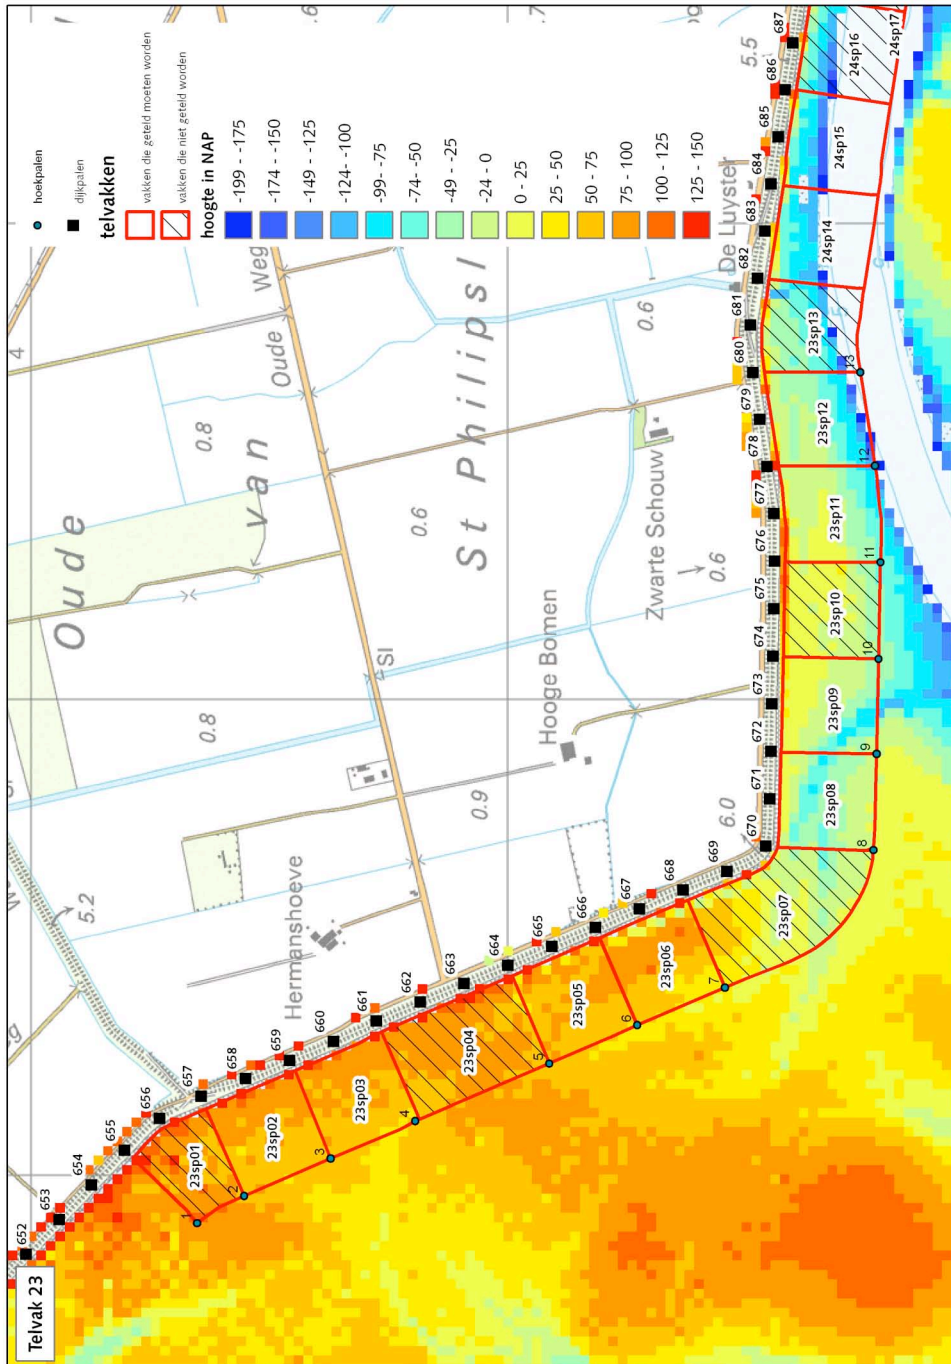 Telvak 23
hoekpalen
dijkpalen
telvakken
vakken die geteld moeten worden
vakken die niet geteld worden
hoogte in NAP
-199 - -175
-174 - -150
-149 - -125
-124- -100
-99- -75
-74- -50
-49 - -25
-24 - 0
0 - 25
25 - 50
50 - 75
75 - 100
100 - 125
125 - 150
4
5.2
0.8
Oude
van
0.8
Oude Weg
Hermanshoeve
Sl
0.6
St Philipsl
0.9
Hooge Bomen
Zwarte Schouw
0.6
0.6
De Luyster
6.0
5.5
652
653
654
655
656
657
658
659
660
661
662
663
664
665
666
667
668
669
670
671
672
673
674
675
676
677
678
679
680
681
682
683
684
685
686
687
23sp01
23sp02
23sp03
23sp04
23sp05
23sp06
23sp07
23sp08
23sp09
23sp10
23sp11
23sp12
23sp13
24sp14
24sp15
24sp16
24sp17
1
2
3
4
5
6
7
8
9
10
11
12
13